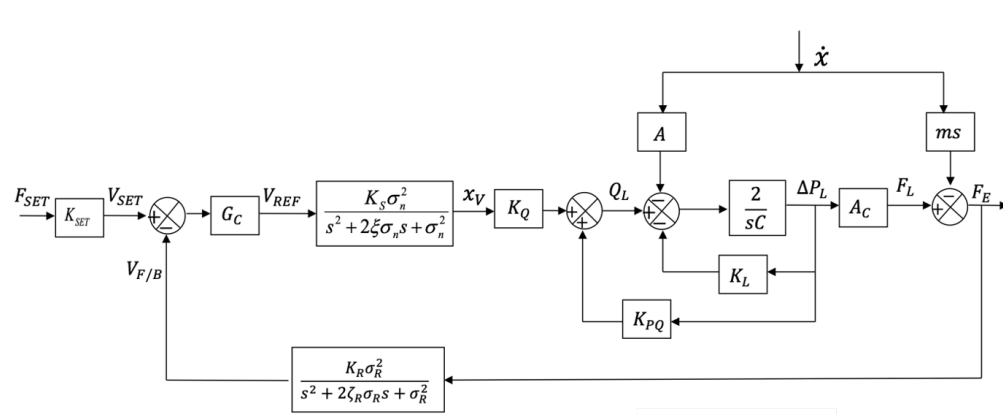 ẋ
A
ms
F_SET
V_SET
V_REF
x_V
Q_L
ΔP_L
F_L
F_E
K_SET
+
−
G_C
K_Sσ_n^2
s^2 + 2ξσ_ns + σ_n^2
K_Q
+
+
−
+
−
2
sC
A_C
−
+
V_F/B
K_L
K_PQ
K_Rσ_R^2
s^2 + 2ζ_Rσ_Rs + σ_R^2